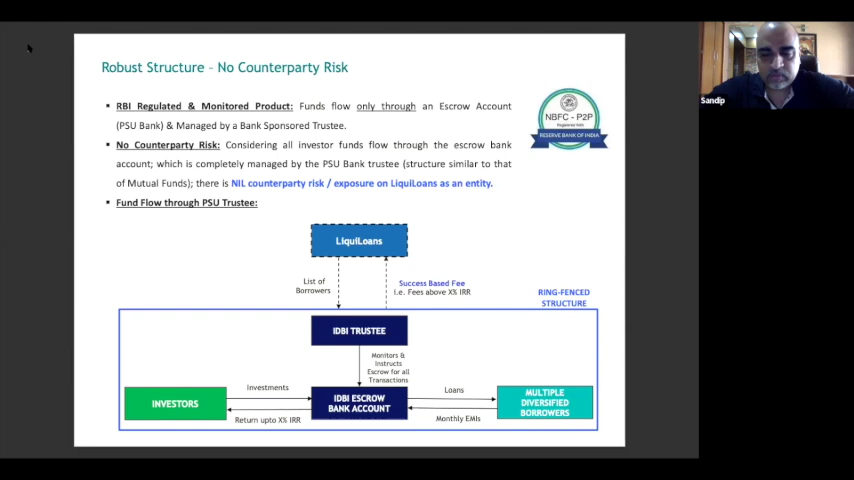 Robust Structure – No Counterparty Risk
Sandip
▪ RBI Regulated & Monitored Product: Funds flow only through an Escrow Account
(PSU Bank) & Managed by a Bank Sponsored Trustee.
NBFC - P2P
RESERVE BANK OF INDIA
▪ No Counterparty Risk: Considering all investor funds flow through the escrow bank
account; which is completely managed by the PSU Bank trustee (structure similar to that
of Mutual Funds); there is NIL counterparty risk / exposure on LiquiLoans as an entity.
▪ Fund Flow through PSU Trustee:
LiquiLoans
List of
Borrowers
Success Based Fee
i.e. Fees above X% IRR
RING-FENCED
STRUCTURE
IDBI TRUSTEE
Monitors &
Instructs
Escrow for all
Transactions
INVESTORS
Investments
Return upto X% IRR
IDBI ESCROW
BANK ACCOUNT
Loans
Monthly EMIs
MULTIPLE
DIVERSIFIED
BORROWERS